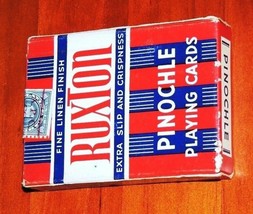 FINE LINEN FINISH
RUXTON
EXTRA SLIP AND CRISPNESS
PINOCHLE
PLAYING CARDS
PINOCHLE